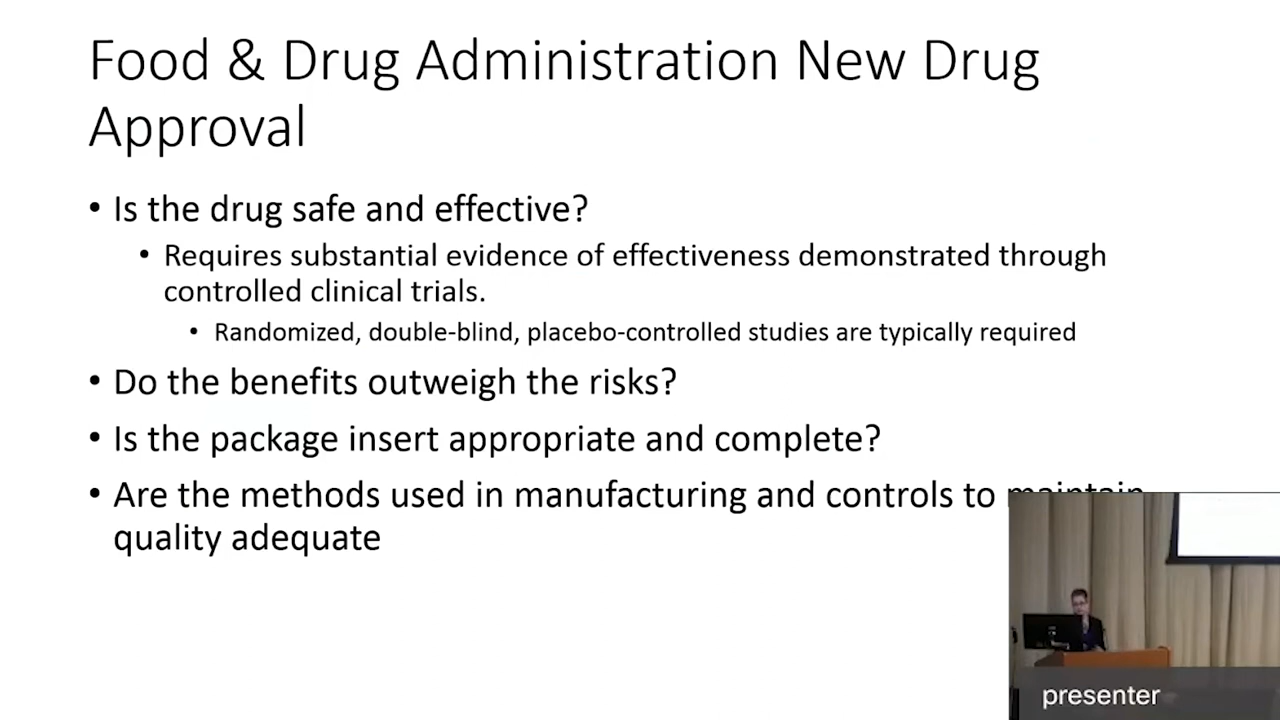 Food & Drug Administration New Drug
Approval
• Is the drug safe and effective?
• Requires substantial evidence of effectiveness demonstrated through
controlled clinical trials.
• Randomized, double-blind, placebo-controlled studies are typically required
• Do the benefits outweigh the risks?
• Is the package insert appropriate and complete?
• Are the methods used in manufacturing and controls to maintain
quality adequate
presenter